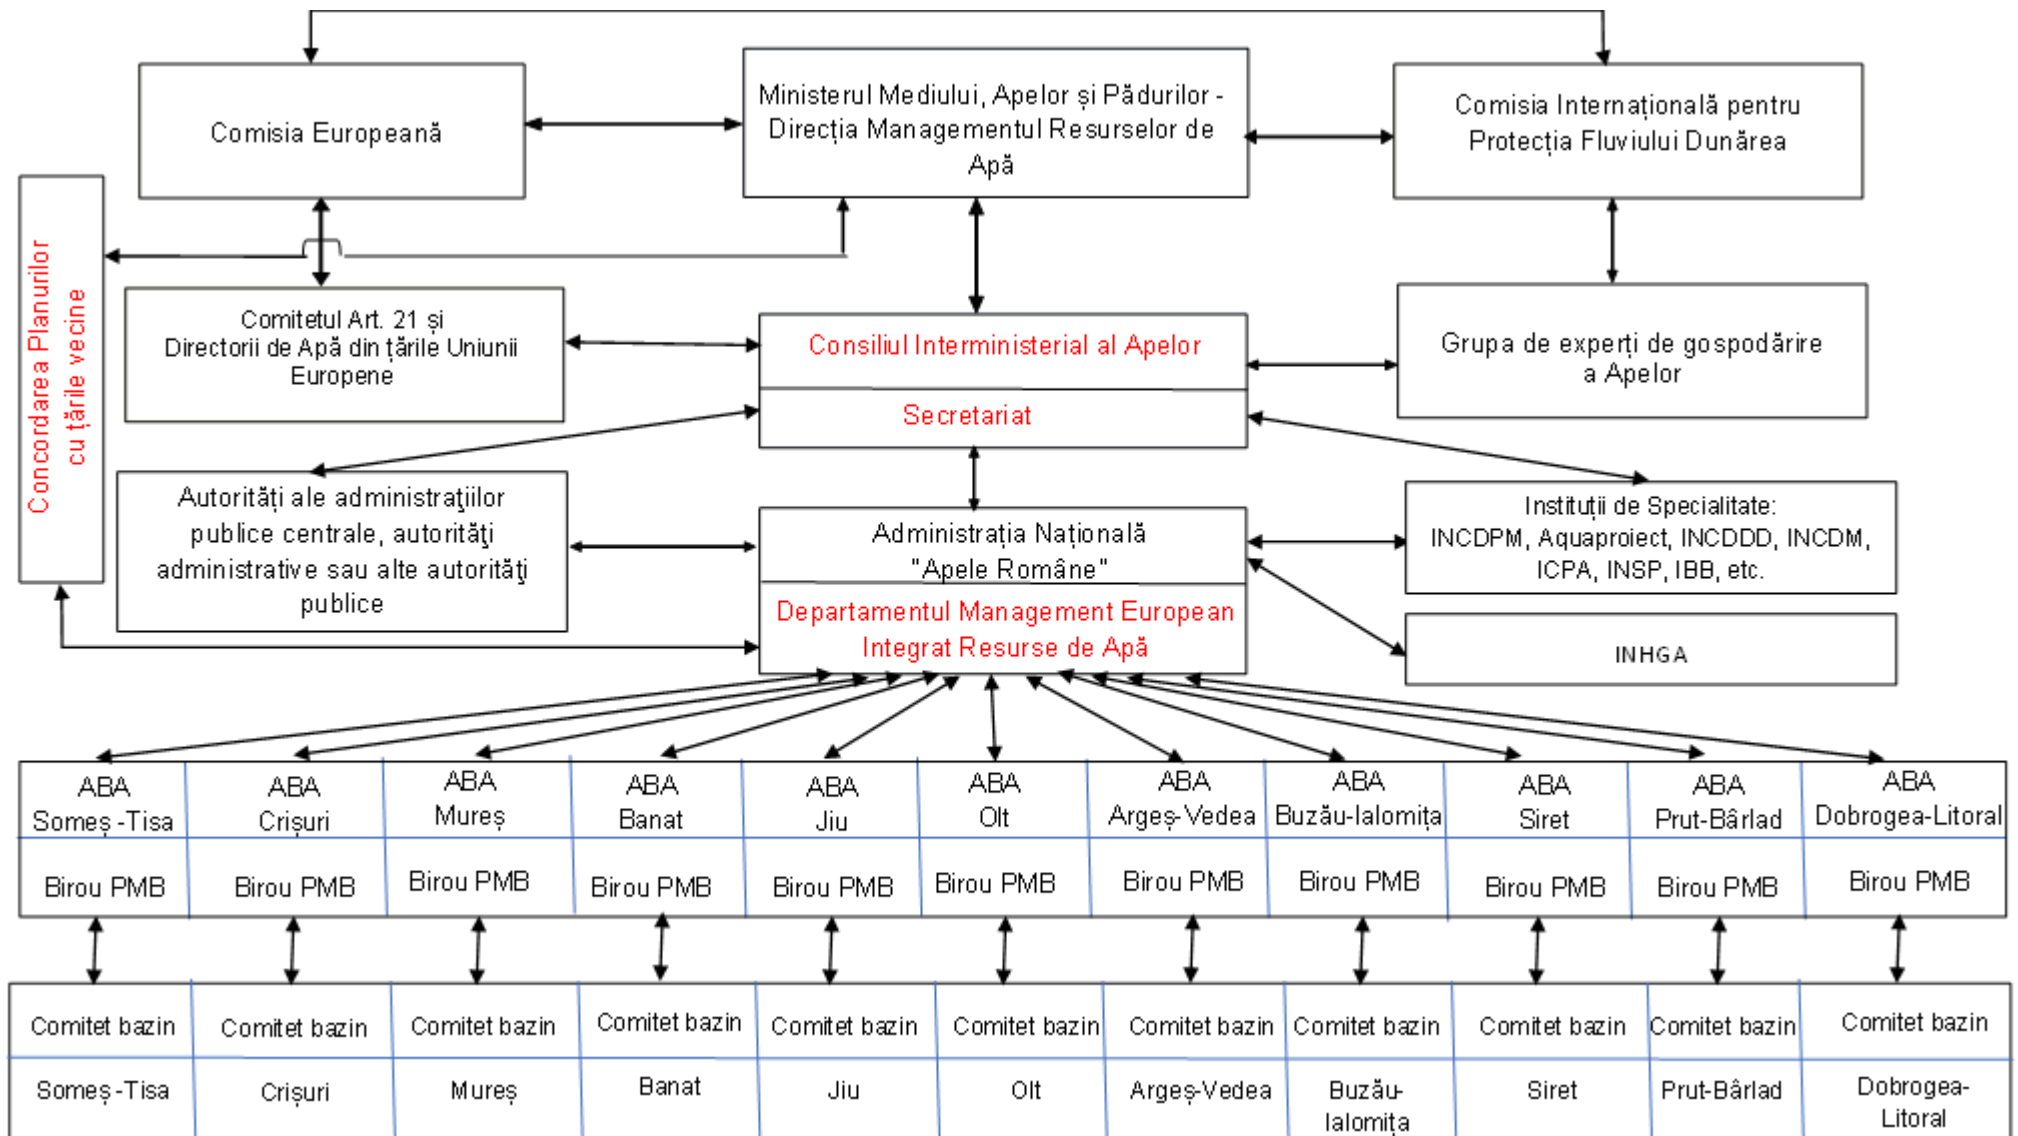 Comisia Europeană
Ministerul Mediului, Apelor și Pădurilor -
Direcția Managementul Resurselor de
Apă
Comisia Internațională pentru
Protecția Fluviului Dunărea
Concordarea Planurilor
cu țările vecine
Comitetul Art. 21 și
Directorii de Apă din țările Uniunii
Europene
Consiliul Interministerial al Apelor
Secretariat
Grupa de experți de gospodărire
a Apelor
Autorități ale administraţiilor
publice centrale, autorităţi
administrative sau alte autorităţi
publice
Administrația Națională
"Apele Române"
Departamentul Management European
Integrat Resurse de Apă
Instituții de Specialitate:
INCDPM, Aquaproiect, INCDDD, INCDM,
ICPA, INSP, IBB, etc.
INHGA
ABA ABA ABA ABA ABA ABA ABA ABA ABA ABA ABA
Someș -Tisa Crișuri Mureș Banat Jiu Olt Argeș-Vedea Buzău-Ialomița Siret Prut-Bârlad Dobrogea-Litoral
Birou PMB Birou PMB Birou PMB Birou PMB Birou PMB Birou PMB Birou PMB Birou PMB Birou PMB Birou PMB Birou PMB
Comitet bazin Comitet bazin Comitet bazin Comitet bazin Comitet bazin Comitet bazin Comitet bazin Comitet bazin Comitet bazin Comitet bazin Comitet bazin
Someș -Tisa Crișuri Mureș Banat Jiu Olt Argeș-Vedea Buzău- Siret Prut-Bârlad Dobrogea-
Ialomița Litoral